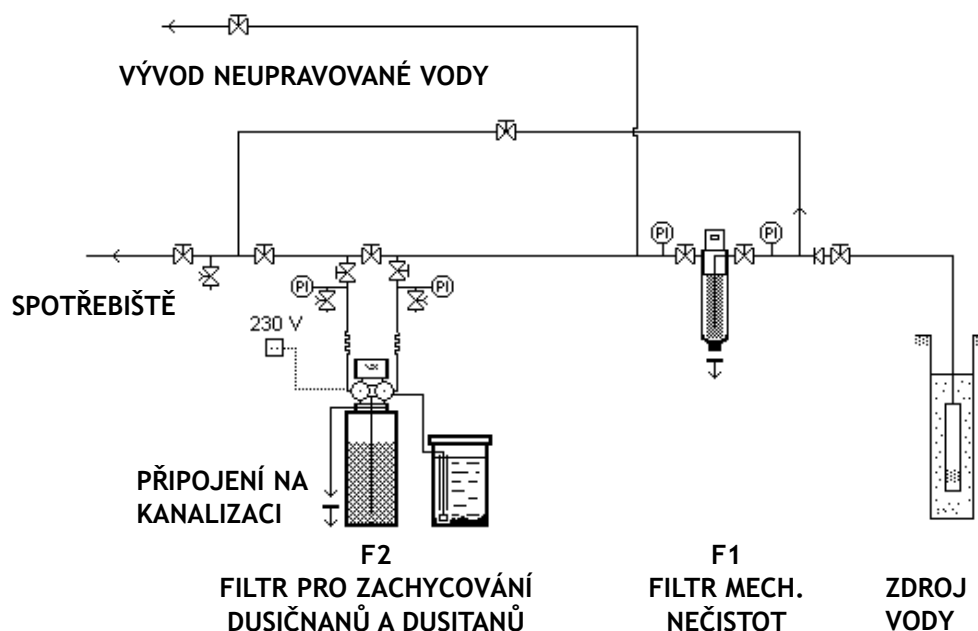 VÝVOD NEUPRAVOVANÉ VODY
PI
PI
SPOTŘEBIŠTĚ
PI
PI
230 V
PŘIPOJENÍ NA
KANALIZACI
F2
FILTR PRO ZACHYCOVÁNÍ
DUSIČNANŮ A DUSITANŮ
F1
FILTR MECH.
NEČISTOT
ZDROJ
VODY